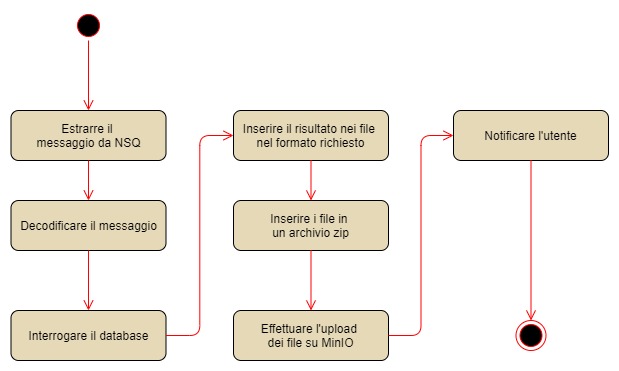 Estrarre il
messaggio da NSQ
Decodificare il messaggio
Interrogare il database
Inserire il risultato nei file
nel formato richiesto
Inserire i file in
un archivio zip
Effettuare l'upload
dei file su MinIO
Notificare l'utente